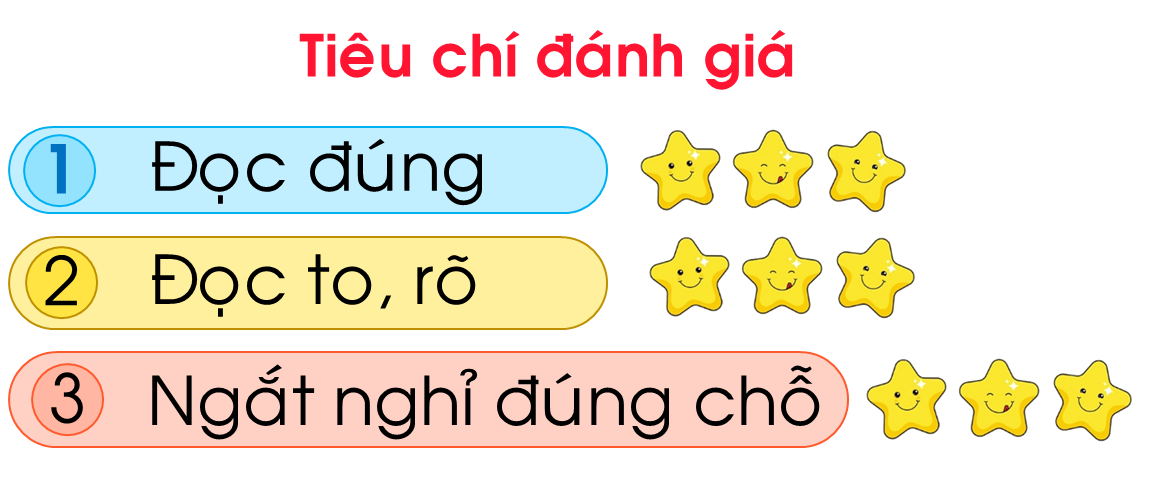 Tiêu chí đánh giá
1 Đọc đúng
2 Đọc to, rõ
3 Ngắt nghỉ đúng chỗ